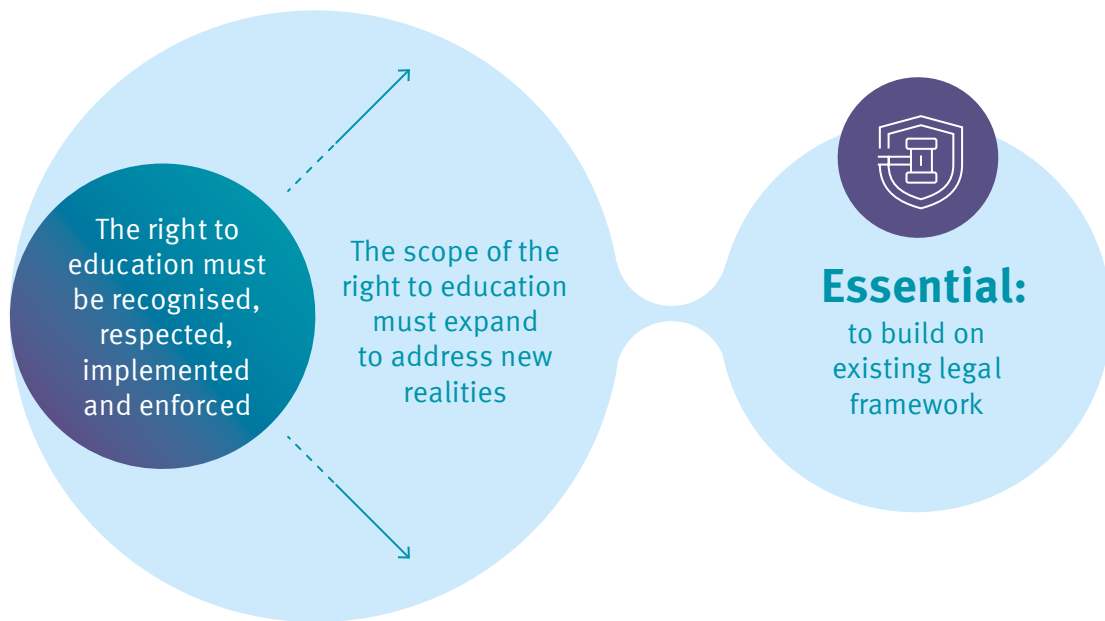 The right to
education must
be recognised,
respected,
implemented
and enforced
The scope of the
right to education
must expand
to address new
realities
Essential:
to build on
existing legal
framework